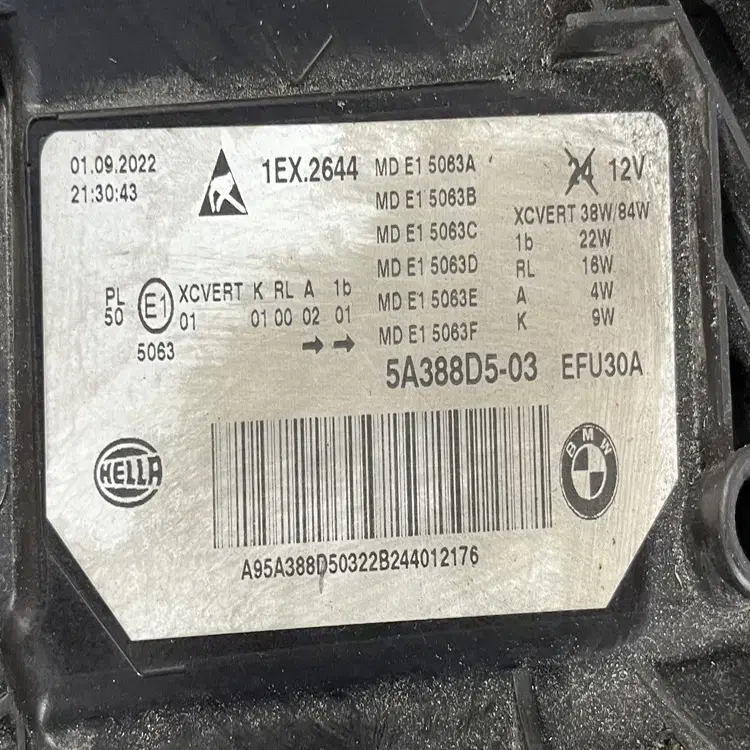 01.09.2022
21:30:43
1EX.2644
MD E1 5063A
MD E1 5063B
MD E1 5063C
MD E1 5063D
MD E1 5063E
MD E1 5063F
24 12V
XCVERT 38W/84W
1b 22W
RL 16W
A 4W
K 9W
PL
50
E1
XCVERT K RL A 1b
01 01 00 02 01
5063
5A388D5-03 EFU30A
HELLA
BMW
A95A388D50322B244012176